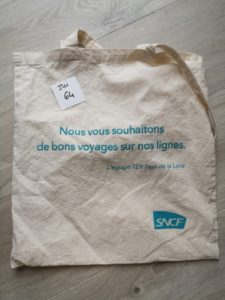 JW
64
Nous vous souhaitons
de bons voyages sur nos lignes.
L'équipe TER Pays de la Loire
SNCF